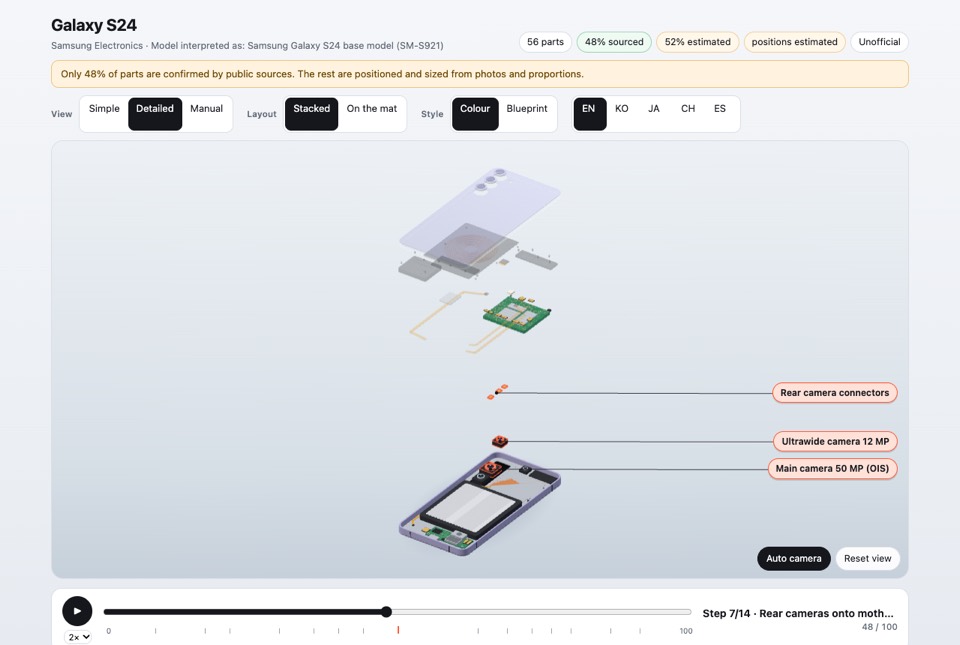 Galaxy S24
Samsung Electronics · Model interpreted as: Samsung Galaxy S24 base model (SM-S921)
56 parts
48% sourced
52% estimated
positions estimated
Unofficial
Only 48% of parts are confirmed by public sources. The rest are positioned and sized from photos and proportions.
View
Simple
Detailed
Manual
Layout
Stacked
On the mat
Style
Colour
Blueprint
EN
KO
JA
CH
ES
Rear camera connectors
Ultrawide camera 12 MP
Main camera 50 MP (OIS)
Auto camera
Reset view
Step 7/14 · Rear cameras onto moth…
48 / 100
2x
0
100